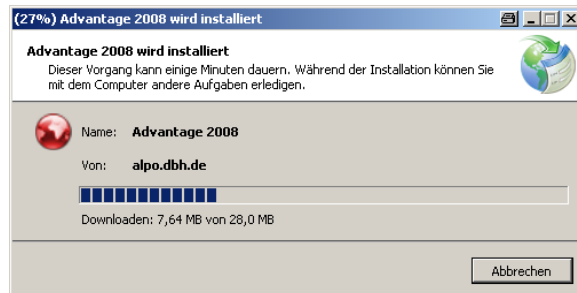 (27%) Advantage 2008 wird installiert
Advantage 2008 wird installiert
Dieser Vorgang kann einige Minuten dauern. Während der Installation können Sie
mit dem Computer andere Aufgaben erledigen.
Name: Advantage 2008
Von: alpo.dbh.de
Downloaden: 7,64 MB von 28,0 MB
Abbrechen